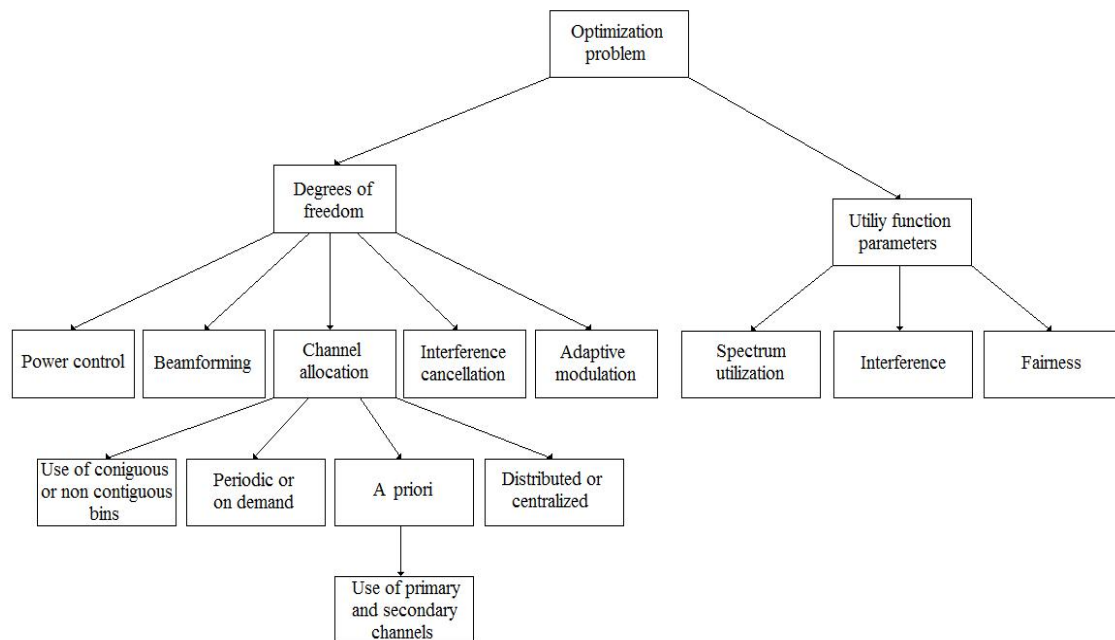 Optimization
problem
Degrees of
freedom
Utiliy function
parameters
Power control
Beamforming
Channel
allocation
Interference
cancellation
Adaptive
modulation
Spectrum
utilization
Interference
Fairness
Use of coniguous
or non contiguous
bins
Periodic or
on demand
A priori
Distributed or
centralized
Use of primary
and secondary
channels